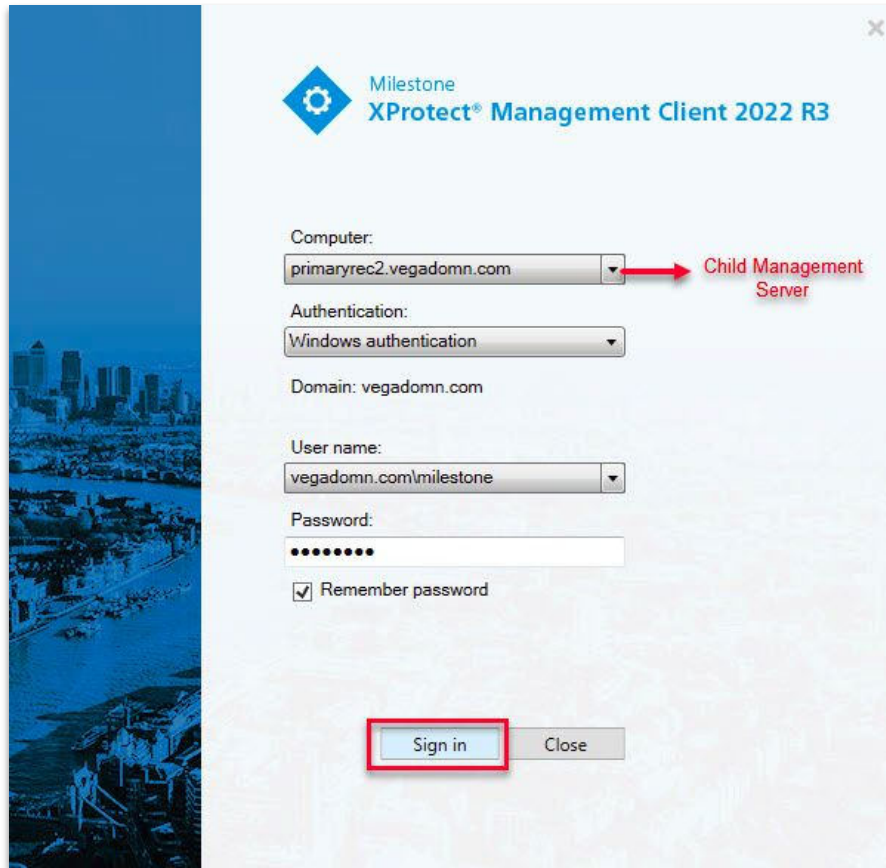 Milestone
XProtect® Management Client 2022 R3
Computer:
primaryrec2.vegadomn.com
Child Management
Server
Authentication:
Windows authentication
Domain: vegadomn.com
User name:
vegadomn.com\milestone
Password:
••••••••
Remember password
Sign in
Close